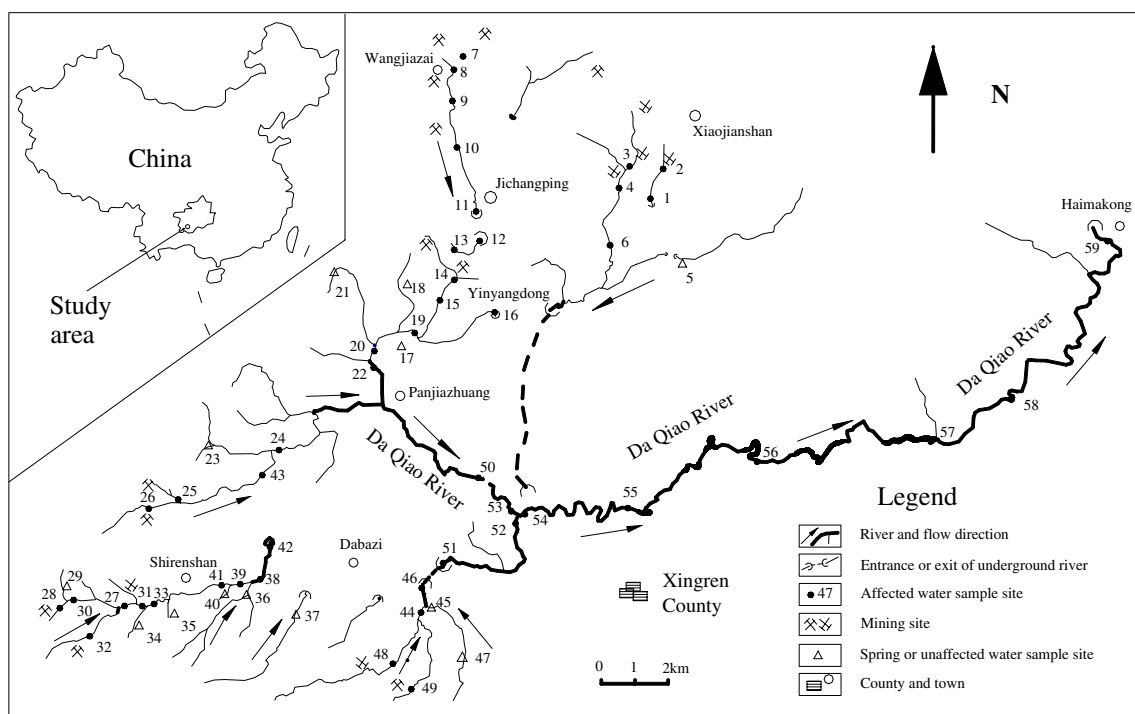 China
Study
area
N
Wangjiazai
7
8
9
10
Xiaojianshan
3
2
4
1
Jichangping
11
Haimakong
6
12
13
59
5
14
18
21
15
Yinyangdong
16
19
20
17
22
Panjiazhuang
Da Qiao River
58
Da Qiao River
57
24
23
Da Qiao River
56
43
50
25
26
55
53
54
52
Legend
River and flow direction
Entrance or exit of underground river
47
Affected water sample site
Mining site
Spring or unaffected water sample site
County and town
42
Dabazi
51
Shirenshan
Xingren
County
41
39
38
46
29
28
30
27
31
33
40
36
45
44
37
34
35
32
48
47
49
0
1
2km